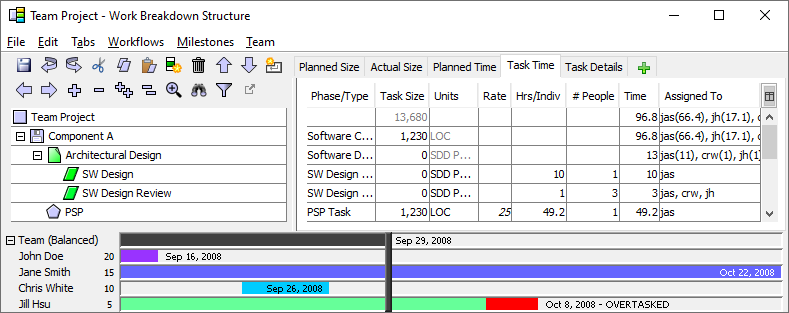 Team Project - Work Breakdown Structure
File Edit Tabs Workflows Milestones Team
Planned Size Actual Size Planned Time Task Time Task Details
Phase/Type Task Size Units Rate Hrs/Indiv # People Time Assigned To
Team Project 13,680 96.8 jas(66.4), jh(17.1), c
Component A Software C... 1,230 LOC 96.8 jas(66.4), jh(17.1), c
Architectural Design Software D... 0 SDD P... 13 jas(11), crw(1), jh(1)
SW Design SW Design ... 0 SDD P... 10 1 10 jas
SW Design Review SW Design ... 0 SDD P... 1 3 3 jas, crw, jh
PSP PSP Task 1,230 LOC 25 49.2 1 49.2 jas
Team (Balanced) Sep 29, 2008
John Doe 20 Sep 16, 2008
Jane Smith 15 Oct 22, 2008
Chris White 10 Sep 26, 2008
Jill Hsu 5 Oct 8, 2008 - OVERTASKED